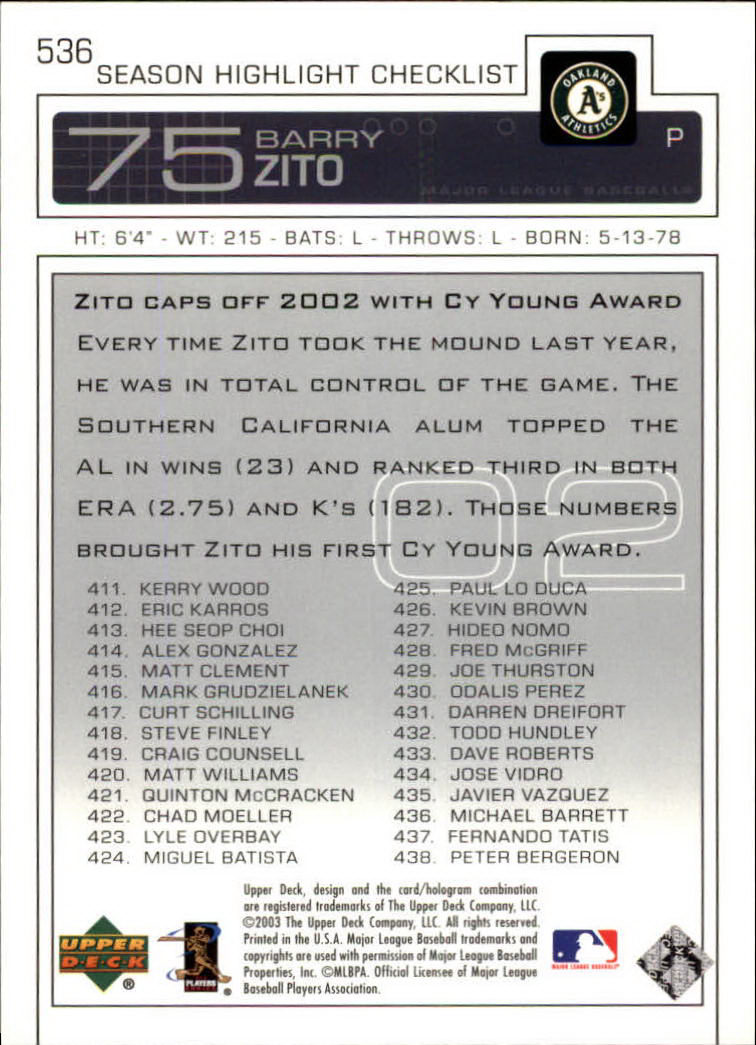 536
SEASON HIGHLIGHT CHECKLIST
OAKLAND
A's
ATHLETICS
75 BARRY
ZITO
P
MAJOR LEAGUE BASEBALL®
HT: 6'4" - WT: 215 - BATS: L - THROWS: L - BORN: 5-13-78
ZITO CAPS OFF 2002 WITH CY YOUNG AWARD
EVERY TIME ZITO TOOK THE MOUND LAST YEAR,
HE WAS IN TOTAL CONTROL OF THE GAME. THE
SOUTHERN CALIFORNIA ALUM TOPPED THE
AL IN WINS (23) AND RANKED THIRD IN BOTH
ERA (2.75) AND K'S (182). THOSE NUMBERS
BROUGHT ZITO HIS FIRST CY YOUNG AWARD.
02
411. KERRY WOOD
412. ERIC KARROS
413. HEE SEOP CHOI
414. ALEX GONZALEZ
415. MATT CLEMENT
416. MARK GRUDZIELANEK
417. CURT SCHILLING
418. STEVE FINLEY
419. CRAIG COUNSELL
420. MATT WILLIAMS
421. QUINTON McCRACKEN
422. CHAD MOELLER
423. LYLE OVERBAY
424. MIGUEL BATISTA
425. PAUL LO DUCA
426. KEVIN BROWN
427. HIDEO NOMO
428. FRED McGRIFF
429. JOE THURSTON
430. ODALIS PEREZ
431. DARREN DREIFORT
432. TODD HUNDLEY
433. DAVE ROBERTS
434. JOSE VIDRO
435. JAVIER VAZQUEZ
436. MICHAEL BARRETT
437. FERNANDO TATIS
438. PETER BERGERON
Upper Deck, design and the card/hologram combination
are registered trademarks of The Upper Deck Company, LLC.
©2003 The Upper Deck Company, LLC. All rights reserved.
Printed in the U.S.A. Major League Baseball trademarks and
copyrights are used with permission of Major League Baseball
Properties, Inc. ©MLBPA. Official Licensee of Major League
Baseball Players Association.
UPPER
D·E·C·K
®
PLAYERS
CHOICE
®
MAJOR LEAGUE BASEBALL®